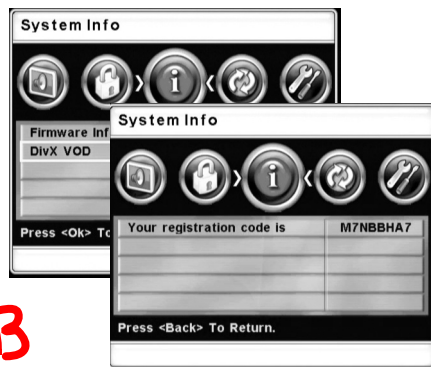 System Info
Firmware Inf
DivX VOD
Press <Ok> To
System Info
Your registration code is M7NBBHA7
Press <Back> To Return.
B